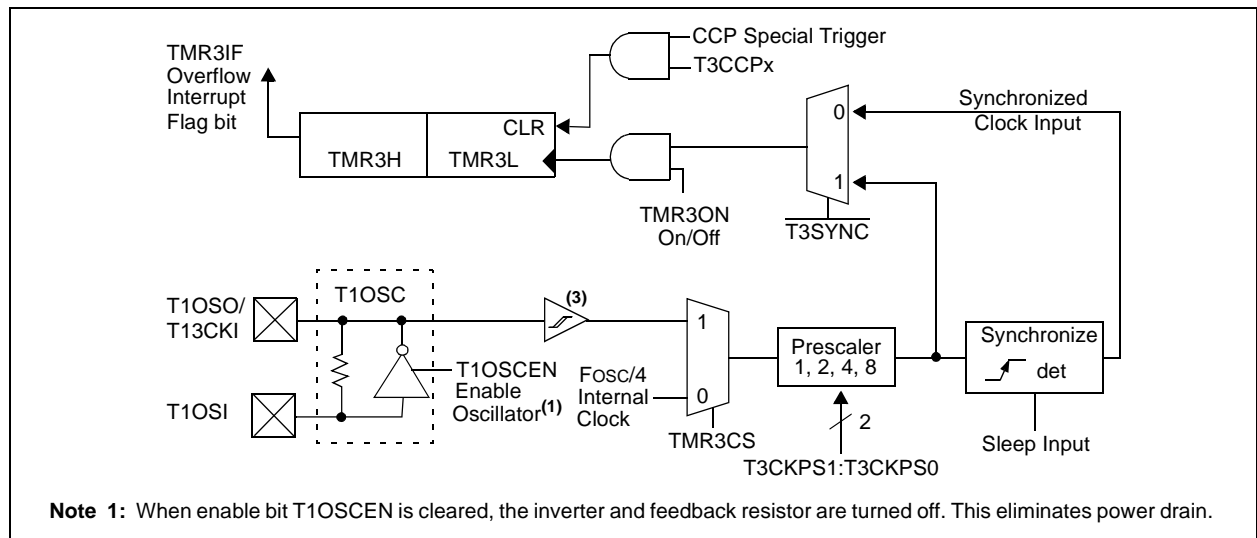 CCP Special Trigger
T3CCPx
TMR3IF
Overflow
Interrupt
Flag bit
CLR
TMR3H
TMR3L
TMR3ON
On/Off
0
1
T3SYNC
Synchronized
Clock Input
T1OSO/
T13CKI
T1OSI
T1OSC
T1OSCEN
Enable
Oscillator(1)
(3)
FOSC/4
Internal
Clock
1
0
TMR3CS
Prescaler
1, 2, 4, 8
2
T3CKPS1:T3CKPS0
Synchronize
det
Sleep Input
Note 1: When enable bit T1OSCEN is cleared, the inverter and feedback resistor are turned off. This eliminates power drain.